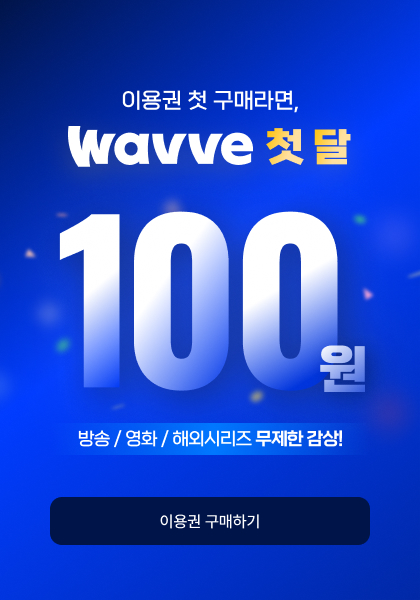 이용권 첫 구매라면,
Wavve 첫 달
100원
방송 / 영화 / 해외시리즈 무제한 감상!
이용권 구매하기